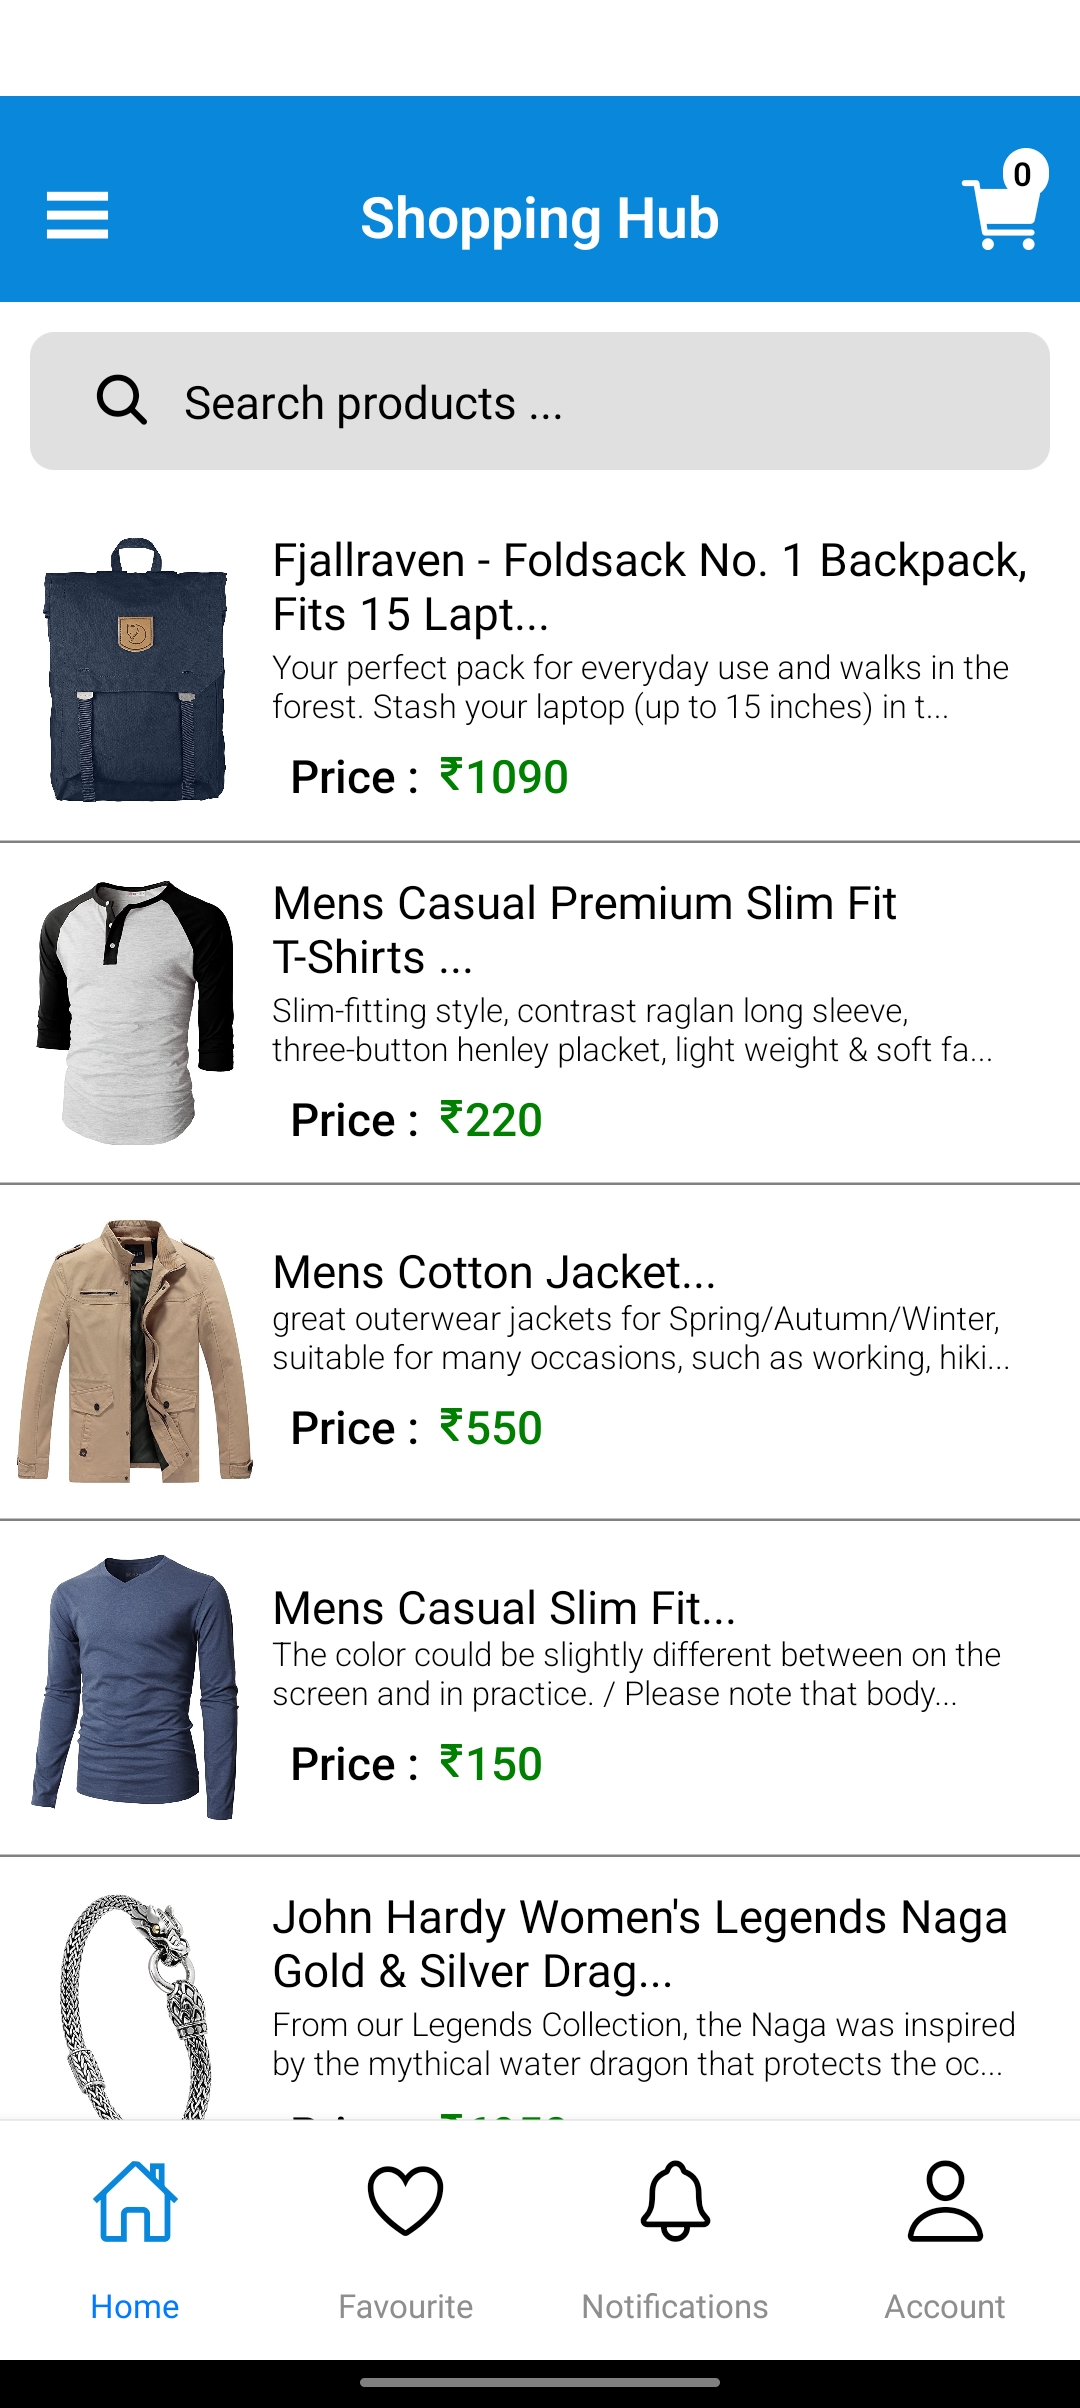 0
Shopping Hub
Search products ...
Fjallraven - Foldsack No. 1 Backpack,
Fits 15 Lapt...
Your perfect pack for everyday use and walks in the
forest. Stash your laptop (up to 15 inches) in t...
Price : ₹1090
Mens Casual Premium Slim Fit
T-Shirts ...
Slim-fitting style, contrast raglan long sleeve,
three-button henley placket, light weight & soft fa...
Price : ₹220
Mens Cotton Jacket...
great outerwear jackets for Spring/Autumn/Winter,
suitable for many occasions, such as working, hiki...
Price : ₹550
Mens Casual Slim Fit...
The color could be slightly different between on the
screen and in practice. / Please note that body...
Price : ₹150
John Hardy Women's Legends Naga
Gold & Silver Drag...
From our Legends Collection, the Naga was inspired
by the mythical water dragon that protects the oc...
Home
Favourite
Notifications
Account